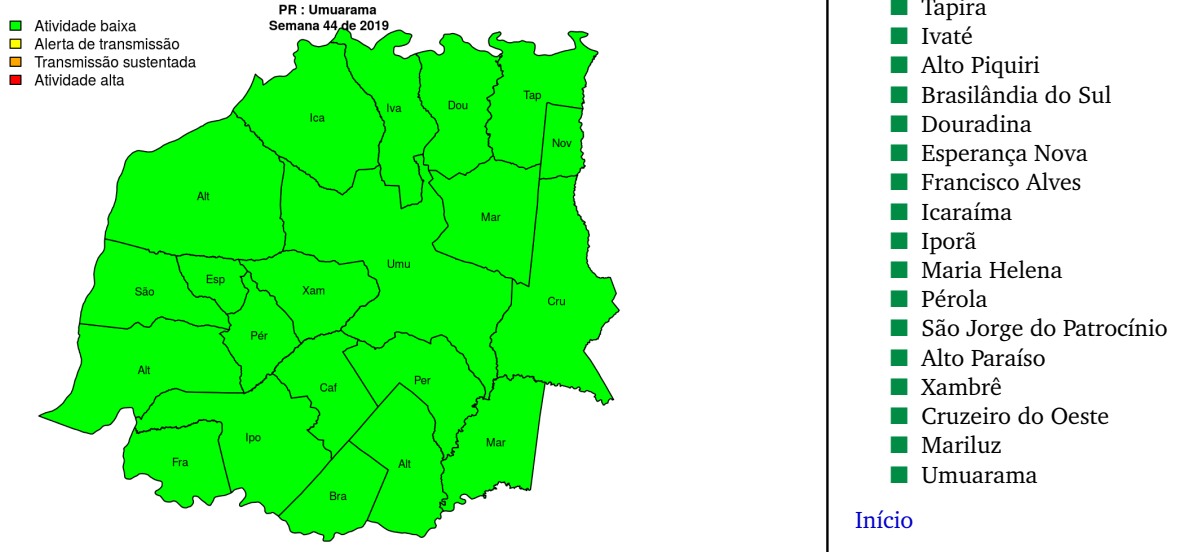 PR : Umuarama
Semana 44 de 2019
Atividade baixa
Alerta de transmissão
Transmissão sustentada
Atividade alta
Ica
Iva
Dou
Tap
Nov
Alt
Mar
Umu
São
Esp
Xam
Cru
Pér
Alt
Caf
Per
Ipo
Mar
Fra
Alt
Bra
Tapira
Ivaté
Alto Piquiri
Brasilândia do Sul
Douradina
Esperança Nova
Francisco Alves
Icaraíma
Iporã
Maria Helena
Pérola
São Jorge do Patrocínio
Alto Paraíso
Xambrê
Cruzeiro do Oeste
Mariluz
Umuarama
Início